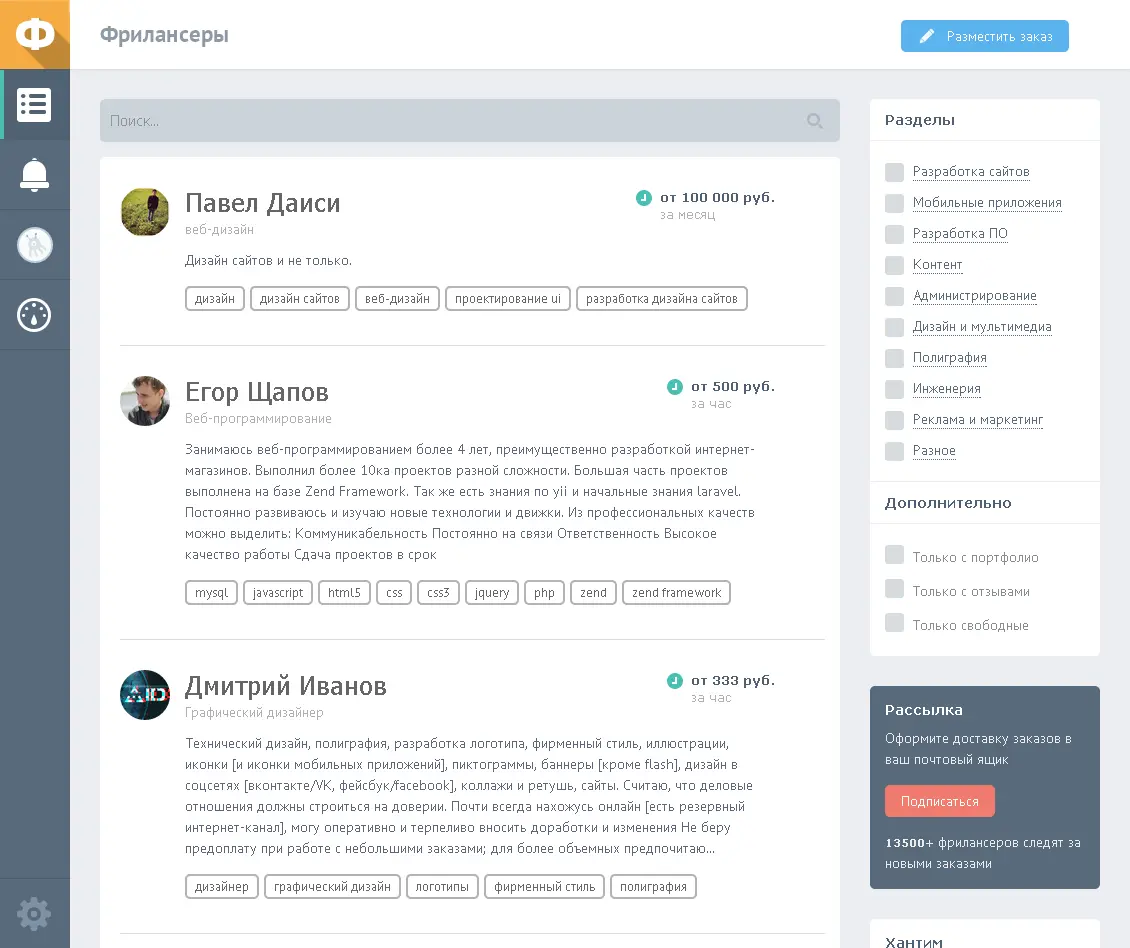 Ф
Фрилансеры
Разместить заказ
Поиск...
Павел Даиси
веб-дизайн
от 100 000 руб.
за месяц
Дизайн сайтов и не только.
дизайн
дизайн сайтов
веб-дизайн
проектирование ui
разработка дизайна сайтов
Егор Щапов
Веб-программирование
от 500 руб.
за час
Занимаюсь веб-программированием более 4 лет, преимущественно разработкой интернет-
магазинов. Выполнил более 10ка проектов разной сложности. Большая часть проектов
выполнена на базе Zend Framework. Так же есть знания по yii и начальные знания laravel.
Постоянно развиваюсь и изучаю новые технологии и движки. Из профессиональных качеств
можно выделить: Коммуникабельность Постоянно на связи Ответственность Высокое
качество работы Сдача проектов в срок
mysql
javascript
html5
css
css3
jquery
php
zend
zend framework
Дмитрий Иванов
Графический дизайнер
от 333 руб.
за час
Технический дизайн, полиграфия, разработка логотипа, фирменный стиль, иллюстрации,
иконки [и иконки мобильных приложений], пиктограммы, баннеры [кроме flash], дизайн в
соцсетях [вконтакте/VK, фейсбук/facebook], коллажи и ретушь, сайты. Считаю, что деловые
отношения должны строиться на доверии. Почти всегда нахожусь онлайн [есть резервный
интернет-канал], могу оперативно и терпеливо вносить доработки и изменения Не беру
предоплату при работе с небольшими заказами; для более объемных предпочитаю...
дизайнер
графический дизайн
логотипы
фирменный стиль
полиграфия
Разделы
Разработка сайтов
Мобильные приложения
Разработка ПО
Контент
Администрирование
Дизайн и мультимедиа
Полиграфия
Инженерия
Реклама и маркетинг
Разное
Дополнительно
Только с портфолио
Только с отзывами
Только свободные
Рассылка
Оформите доставку заказов в
ваш почтовый ящик
Подписаться
13500+ фрилансеров следят за
новыми заказами
Хантим